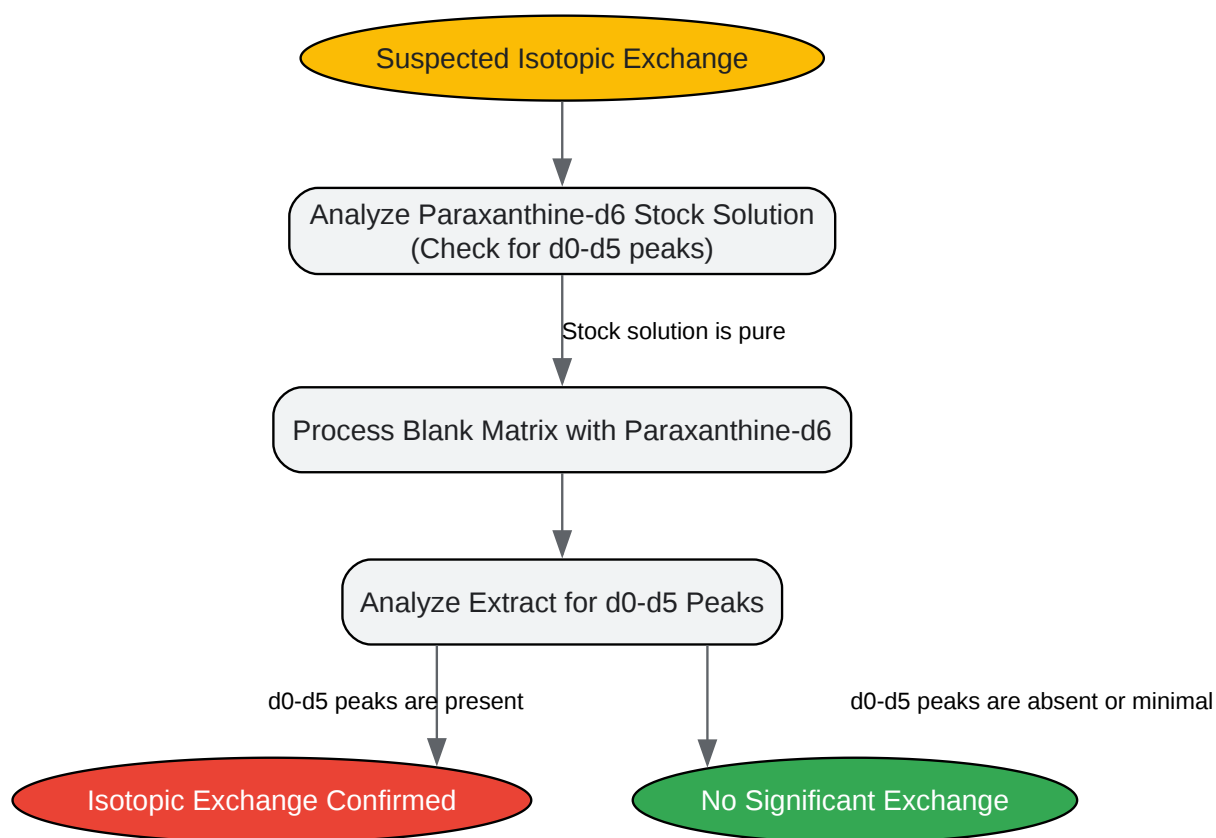 Suspected Isotopic Exchange
Analyze Paraxanthine-d6 Stock Solution
(Check for d0-d5 peaks)
Stock solution is pure
Process Blank Matrix with Paraxanthine-d6
Analyze Extract for d0-d5 Peaks
d0-d5 peaks are present
d0-d5 peaks are absent or minimal
Isotopic Exchange Confirmed
No Significant Exchange